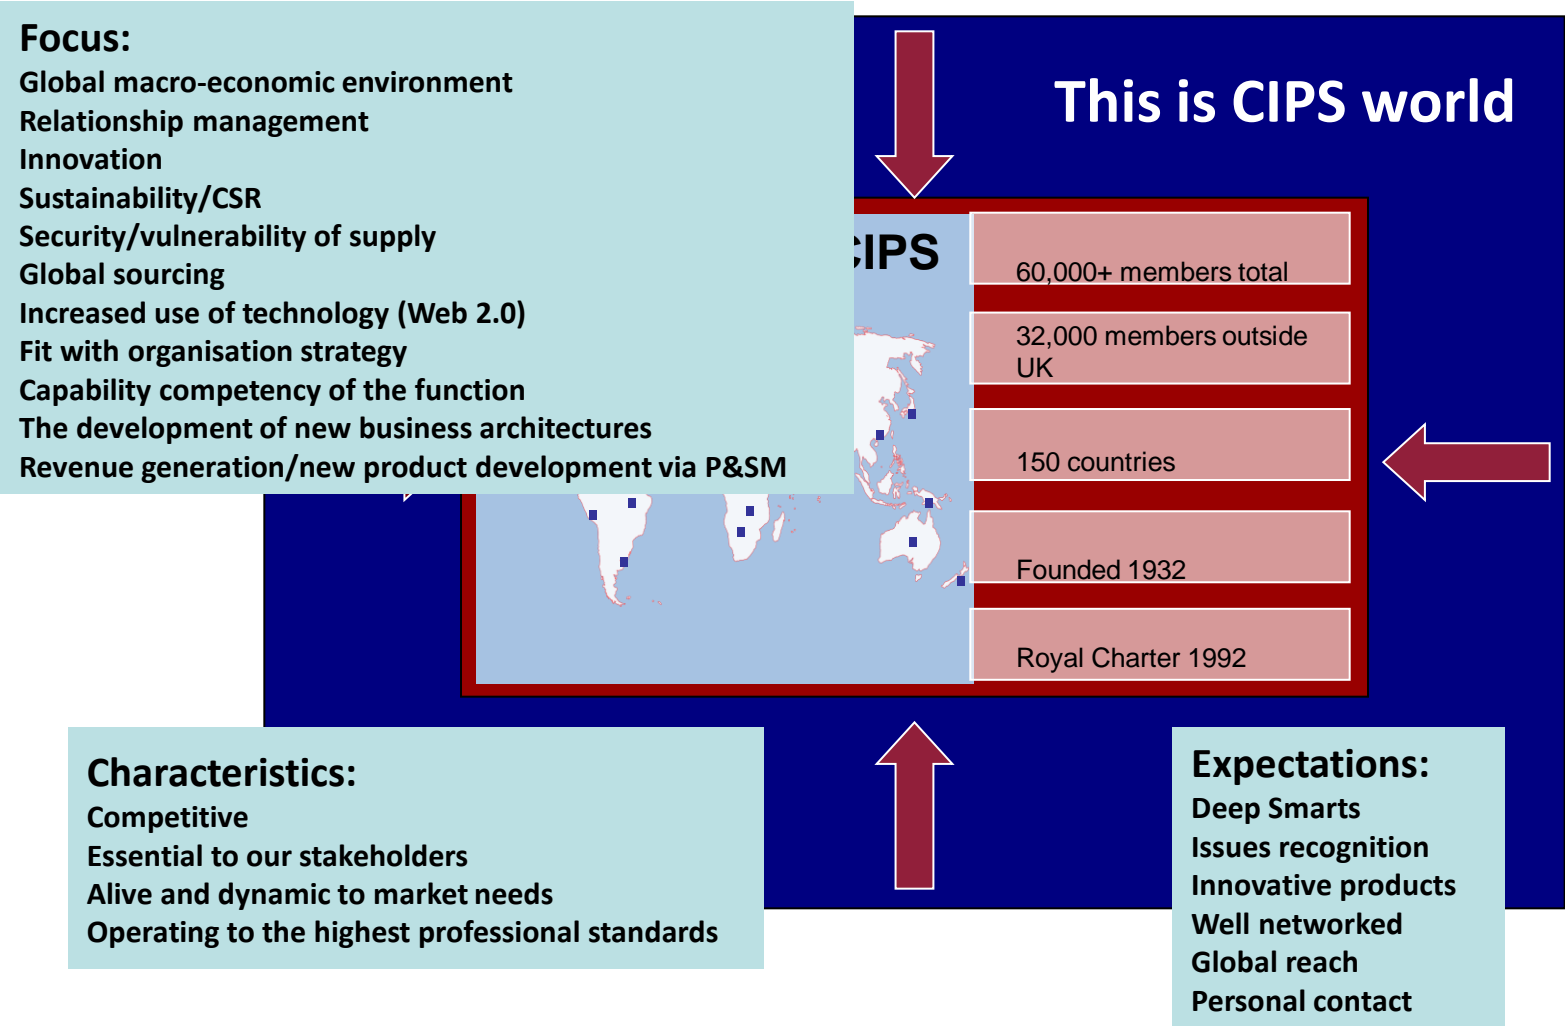 Focus:
Global macro-economic environment
Relationship management
Innovation
Sustainability/CSR
Security/vulnerability of supply
Global sourcing
Increased use of technology (Web 2.0)
Fit with organisation strategy
Capability competency of the function
The development of new business architectures
Revenue generation/new product development via P&SM
This is CIPS world
CIPS
60,000+ members total
32,000 members outside
UK
150 countries
Founded 1932
Royal Charter 1992
Characteristics:
Competitive
Essential to our stakeholders
Alive and dynamic to market needs
Operating to the highest professional standards
Expectations:
Deep Smarts
Issues recognition
Innovative products
Well networked
Global reach
Personal contact